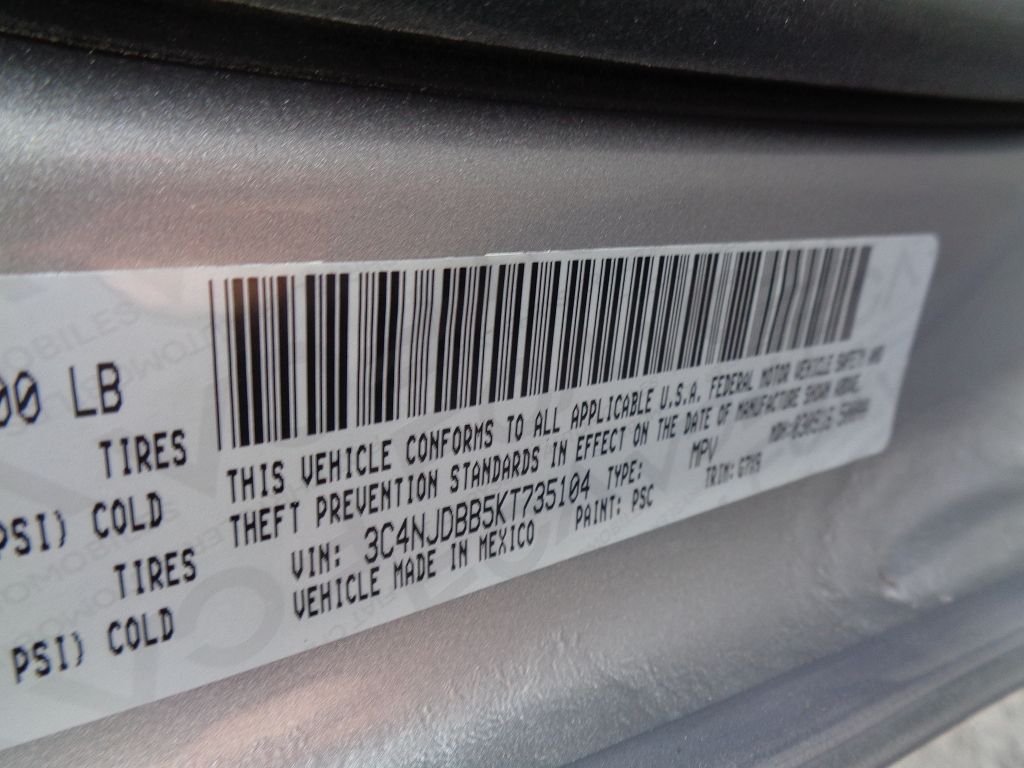 00 LB
TIRES
PSI) COLD
TIRES
PSI) COLD
THIS VEHICLE CONFORMS TO ALL APPLICABLE U.S.A. FEDERAL MOTOR VEHICLE SAFETY AND
THEFT PREVENTION STANDARDS IN EFFECT ON THE DATE OF MANUFACTURE SHOWN ABOVE.
VIN: 3C4NJDBB5KT735104 TYPE: MPV
VEHICLE MADE IN MEXICO PAINT: PSC TRIM: G7X9